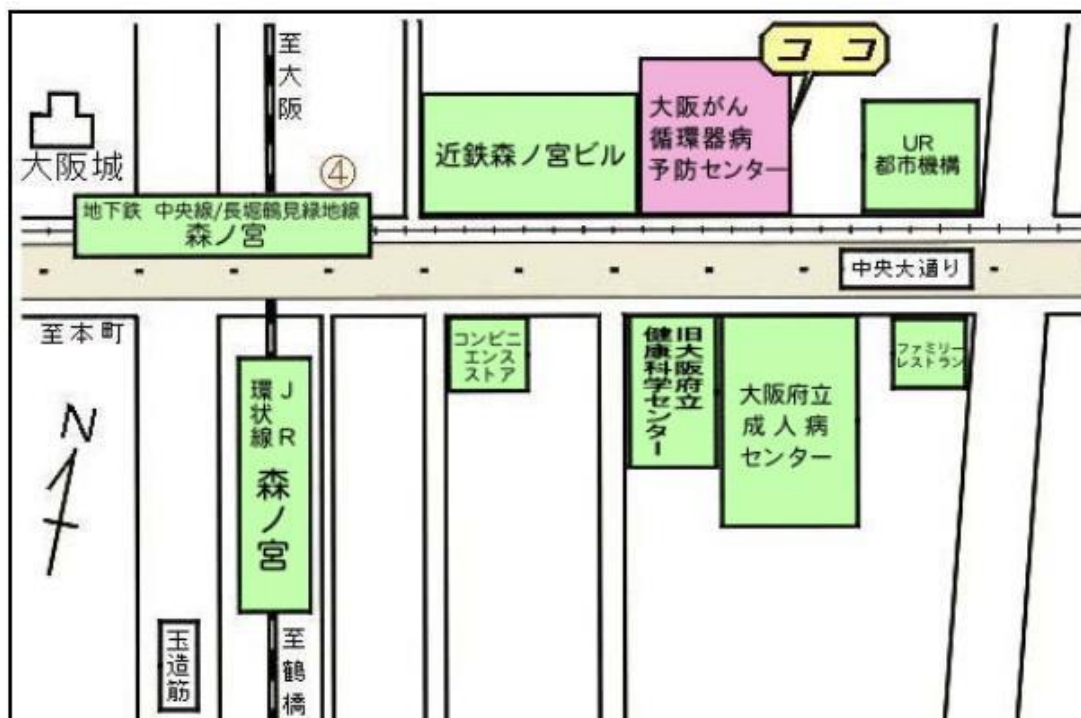 至大阪
ココ
大阪城
④
近鉄森ノ宮ビル
大阪がん
循環器病
予防センター
UR
都市機構
地下鉄 中央線/長堀鶴見緑地線
森ノ宮
中央大通り
至本町
コンビニ
エンス
ストア
旧大阪府立
健康科学センター
大阪府立
成人病
センター
ファミリー
レストラン
N
JR
環状線
森ノ宮
玉造筋
至鶴橋